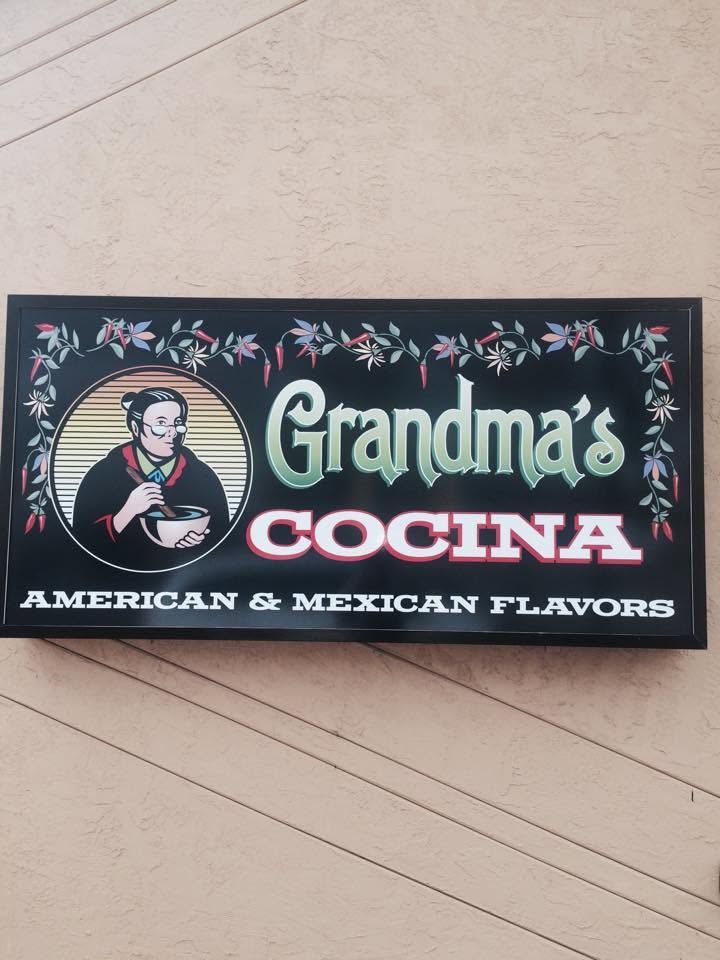 Grandma's
COCINA
AMERICAN & MEXICAN FLAVORS